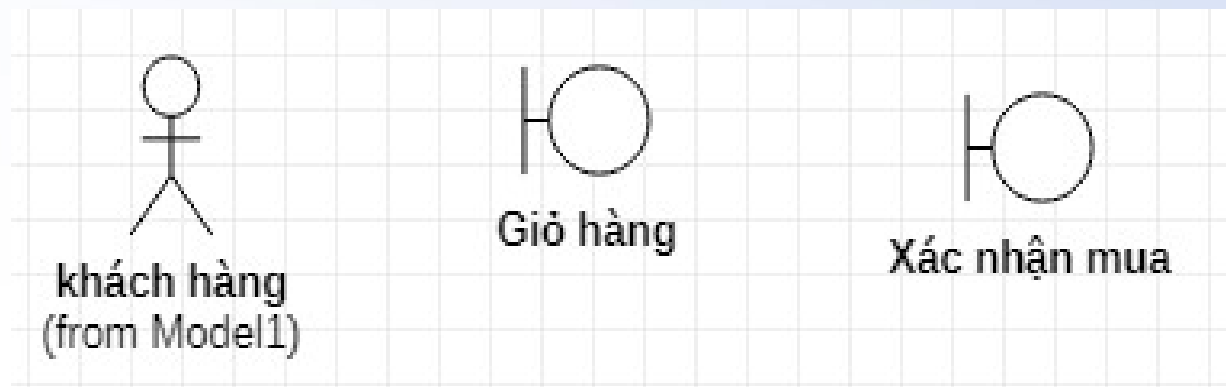 Giỏ hàng
Xác nhận mua
khách hàng
(from Model1)